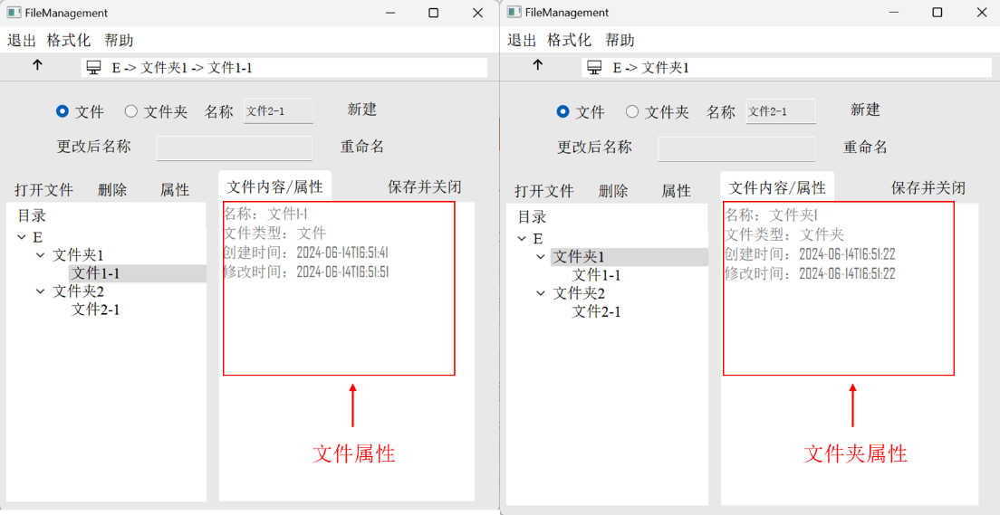 FileManagement
退出 格式化 帮助
E -> 文件夹1 -> 文件1-1
文件 文件夹 名称 文件2-1 新建
更改后名称 重命名
打开文件 删除 属性 文件内容/属性 保存并关闭
目录
E
文件夹1
文件1-1
文件夹2
文件2-1
名称：文件1-1
文件类型：文件
创建时间：2024-06-14T16:51:41
修改时间：2024-06-14T16:51:51
文件属性
FileManagement
退出 格式化 帮助
E -> 文件夹1
文件 文件夹 名称 文件2-1 新建
更改后名称 重命名
打开文件 删除 属性 文件内容/属性 保存并关闭
目录
E
文件夹1
文件1-1
文件夹2
文件2-1
名称：文件夹1
文件类型：文件夹
创建时间：2024-06-14T16:51:22
修改时间：2024-06-14T16:51:22
文件夹属性